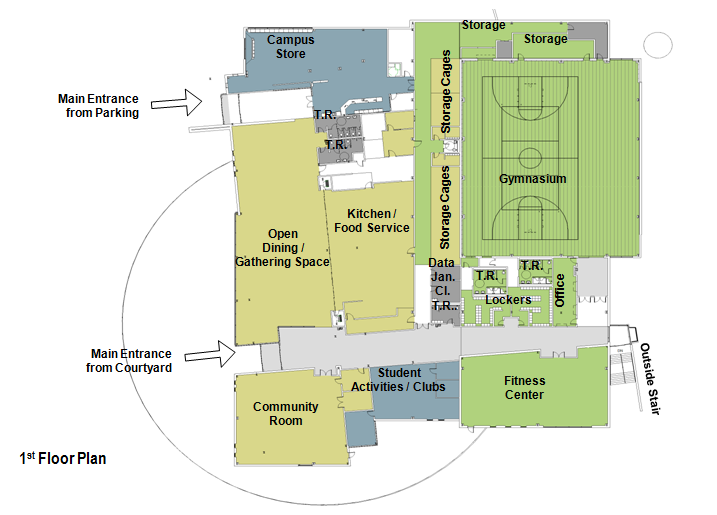 Storage
Storage
Campus
Store
Storage Cages
Main Entrance
from Parking
T.R.
T.R.
Gymnasium
Storage Cages
Kitchen /
Food Service
Open
Dining /
Gathering Space
Data
Jan.
Cl.
T.R..
T.R.
T.R.
Office
Lockers
Main Entrance
from Courtyard
Student
Activities / Clubs
Fitness
Center
Outside Stair
Community
Room
1st Floor Plan